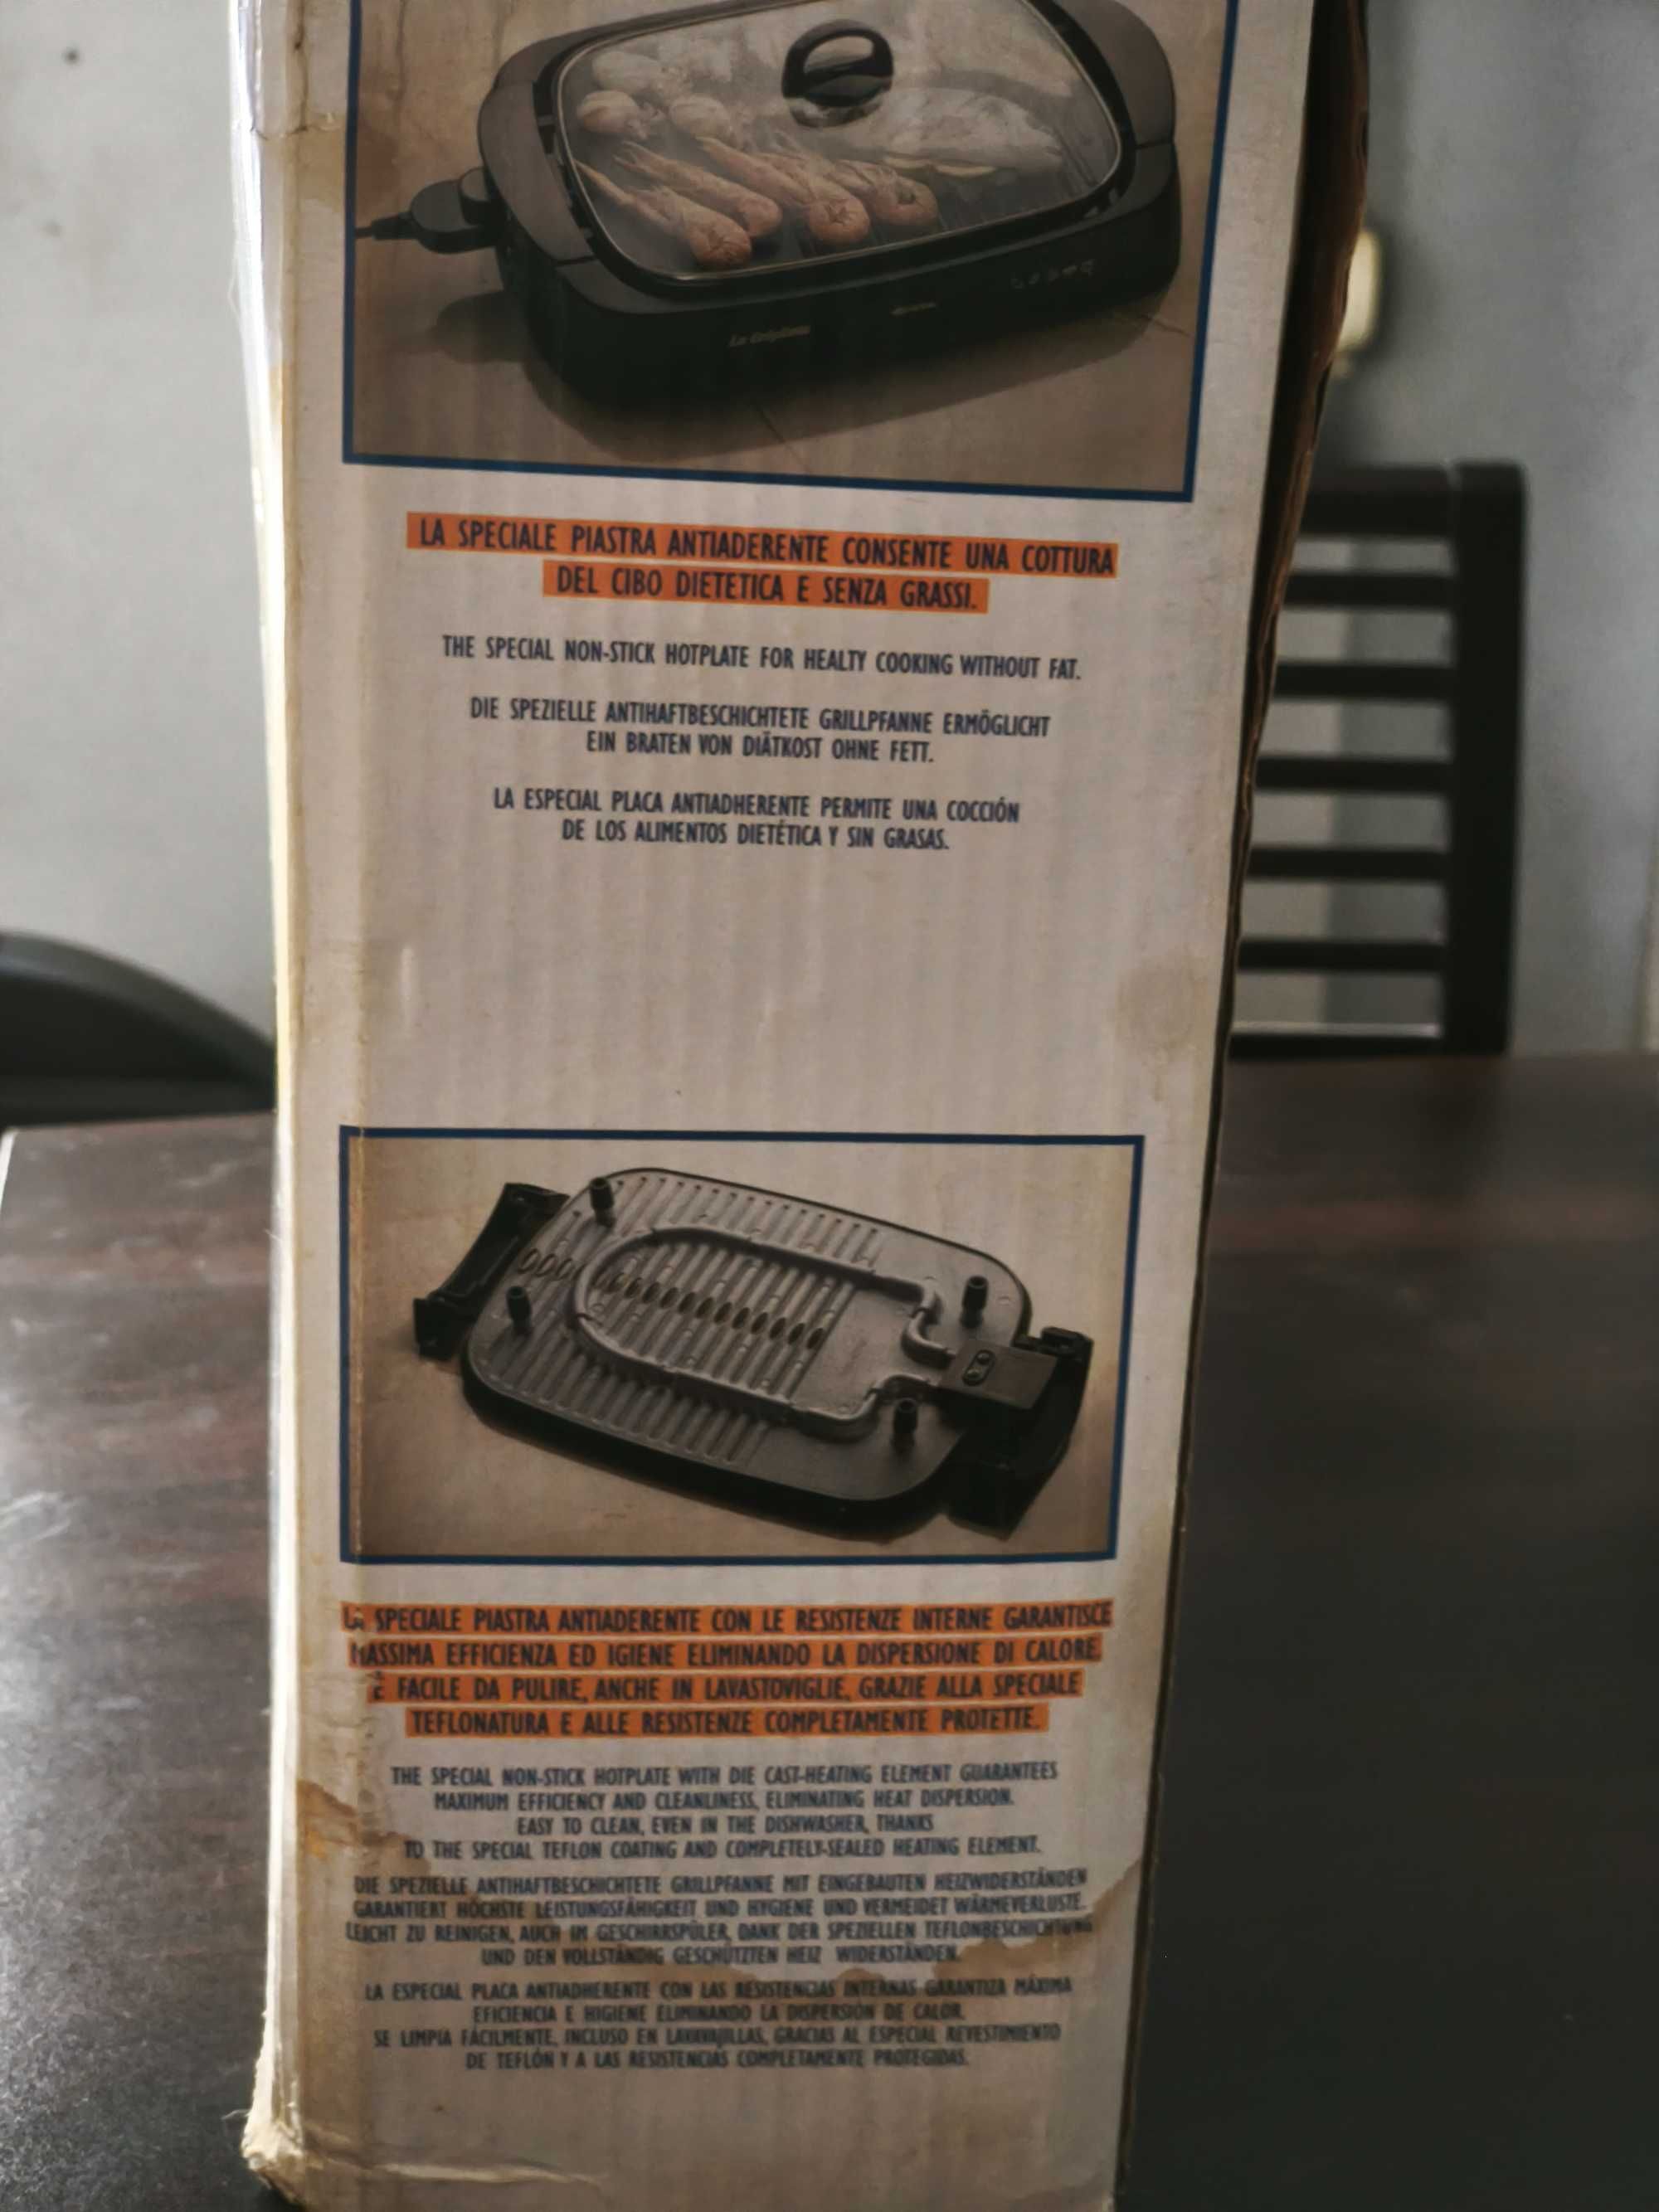 LA SPECIALE PIASTRA ANTIADERENTE CONSENTE UNA COTTURA
DEL CIBO DIETETICA E SENZA GRASSI.
THE SPECIAL NON-STICK HOTPLATE FOR HEALTY COOKING WITHOUT FAT.
DIE SPEZIELLE ANTIHAFTBESCHICHTETE GRILLPFANNE ERMÖGLICHT
EIN BRATEN VON DIÄTKOST OHNE FETT.
LA ESPECIAL PLACA ANTIADHERENTE PERMITE UNA COCCIÓN
DE LOS ALIMENTOS DIETÉTICA Y SIN GRASAS.
LA SPECIALE PIASTRA ANTIADERENTE CON LE RESISTENZE INTERNE GARANTISCE
MASSIMA EFFICIENZA ED IGIENE ELIMINANDO LA DISPERSIONE DI CALORE.
È FACILE DA PULIRE, ANCHE IN LAVASTOVIGLIE, GRAZIE ALLA SPECIALE
TEFLONATURA E ALLE RESISTENZE COMPLETAMENTE PROTETTE.
THE SPECIAL NON-STICK HOTPLATE WITH DIE CAST-HEATING ELEMENT GUARANTEES
MAXIMUM EFFICIENCY AND CLEANLINESS, ELIMINATING HEAT DISPERSION.
EASY TO CLEAN, EVEN IN THE DISHWASHER, THANKS
TO THE SPECIAL TEFLON COATING AND COMPLETELY-SEALED HEATING ELEMENT.
DIE SPEZIELLE ANTIHAFTBESCHICHTETE GRILLPFANNE MIT EINGEBAUTEN HEIZWIDERSTÄNDEN
GARANTIERT HÖCHSTE LEISTUNGSFÄHIGKEIT UND HYGIENE UND VERMEIDET WÄRMEVERLUSTE.
LEICHT ZU REINIGEN, AUCH IM GESCHIRRSPÜLER, DANK DER SPEZIELLEN TEFLONBESCHICHTUNG
UND DEN VOLLSTÄNDIG GESCHÜTZTEN HEIZ WIDERSTÄNDEN.
LA ESPECIAL PLACA ANTIADHERENTE CON LAS RESISTENCIAS INTERNAS GARANTIZA MÁXIMA
EFICIENCIA E HIGIENE ELIMINANDO LA DISPERSIÓN DE CALOR.
SE LIMPIA FÁCILMENTE, INCLUSO EN LAVAVAJILLAS, GRACIAS AL ESPECIAL REVESTIMIENTO
DE TEFLÓN Y A LAS RESISTENCIAS COMPLETAMENTE PROTEGIDAS.